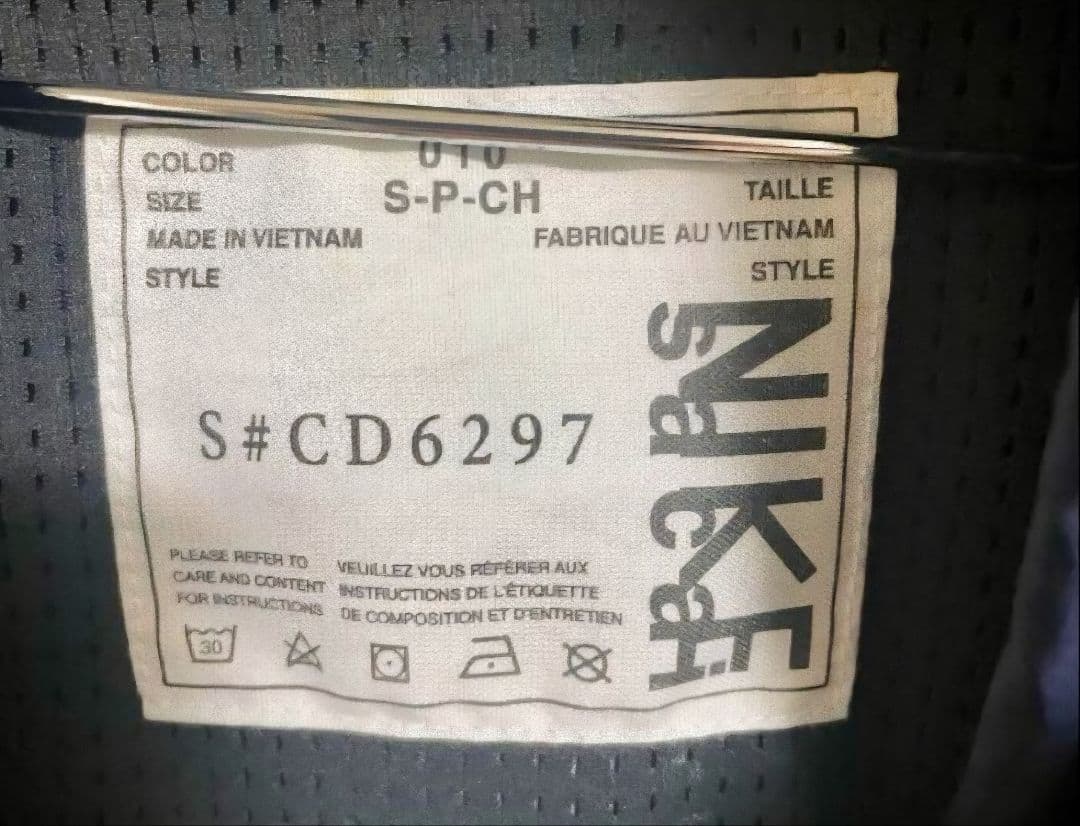 COLOR 010
SIZE S-P-CH TAILLE
MADE IN VIETNAM FABRIQUE AU VIETNAM
STYLE STYLE
S#CD6297
NIKE
sacai
PLEASE REFER TO
CARE AND CONTENT
FOR INSTRUCTIONS
VEUILLEZ VOUS RÉFÉRER AUX
INSTRUCTIONS DE L'ÉTIQUETTE
DE COMPOSITION ET D'ENTRETIEN
30